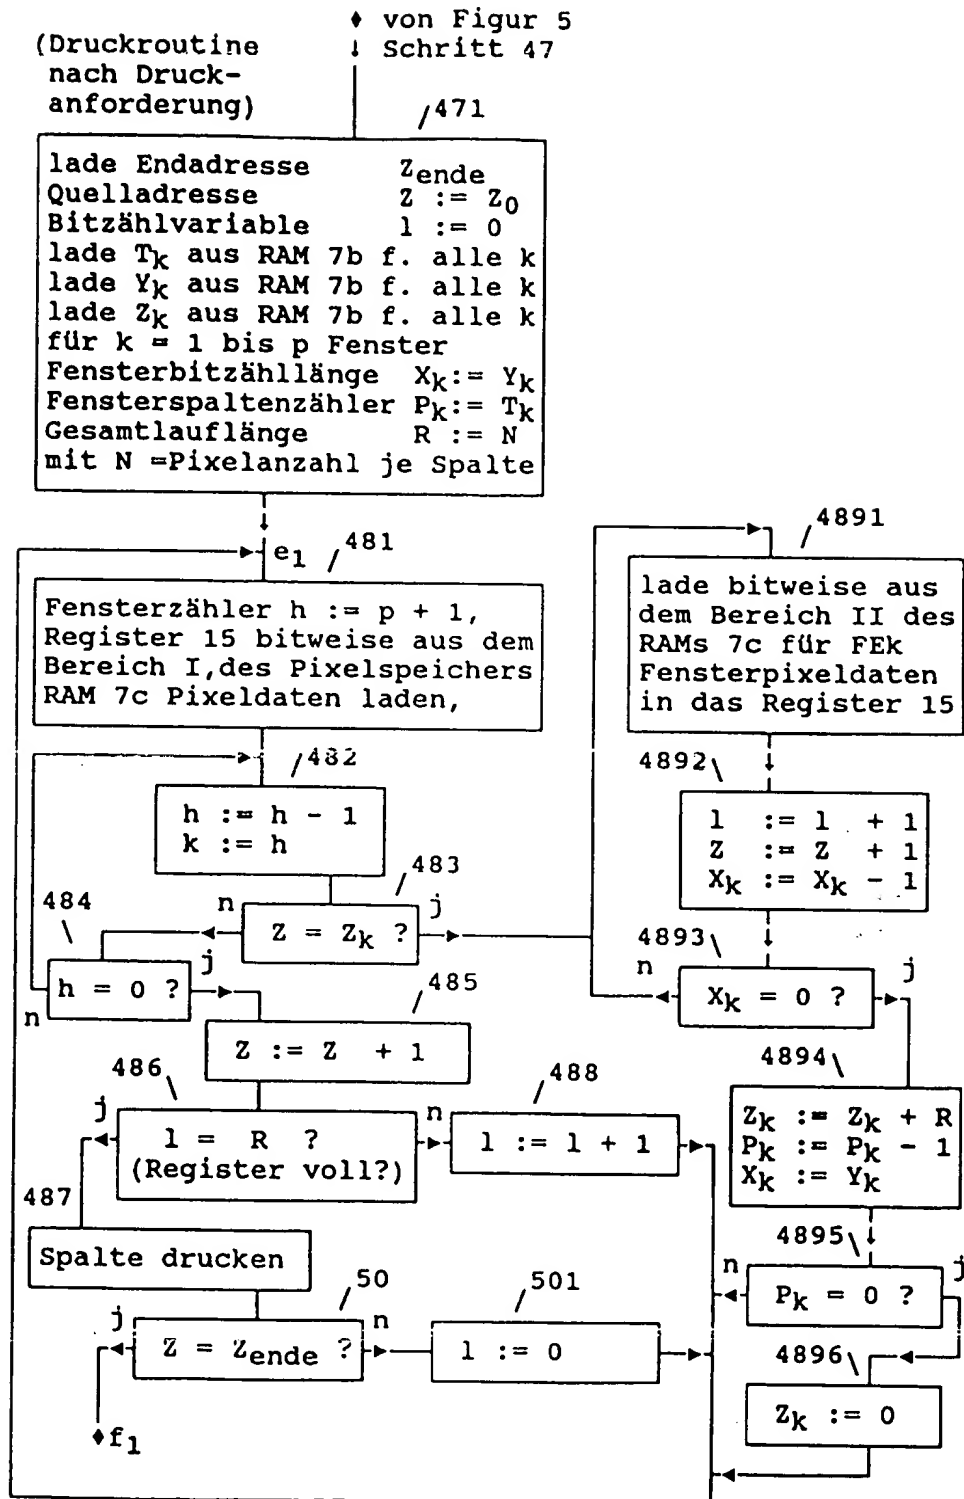 von Figur 5
Schritt 47
(Druckroutine
nach Druck-
anforderung)
471
lade Endadresse Zende
Quelladresse Z := Z0
Bitzählvariable l := 0
lade Tk aus RAM 7b f. alle k
lade Yk aus RAM 7b f. alle k
lade Zk aus RAM 7b f. alle k
für k = 1 bis p Fenster
Fensterbitzähllänge Xk:= Yk
Fensterspaltenzähler Pk:= Tk
Gesamtlauflänge R := N
mit N =Pixelanzahl je Spalte
e1
481
Fensterzähler h := p + 1,
Register 15 bitweise aus dem
Bereich I,des Pixelspeichers
RAM 7c Pixeldaten laden,
482
h := h - 1
k := h
483
n
Z = Zk ?
j
484
h = 0 ?
j
n
485
Z := Z + 1
486
j
l = R ?
(Register voll?)
n
488
l := l + 1
487
Spalte drucken
50
j
Z = Zende ?
n
501
l := 0
f1
4891
lade bitweise aus
dem Bereich II des
RAMs 7c für FEk
Fensterpixeldaten
in das Register 15
4892
l := l + 1
Z := Z + 1
Xk := Xk - 1
4893
n
Xk = 0 ?
j
4894
Zk := Zk + R
Pk := Pk - 1
Xk := Yk
4895
n
Pk = 0 ?
j
4896
Zk := 0